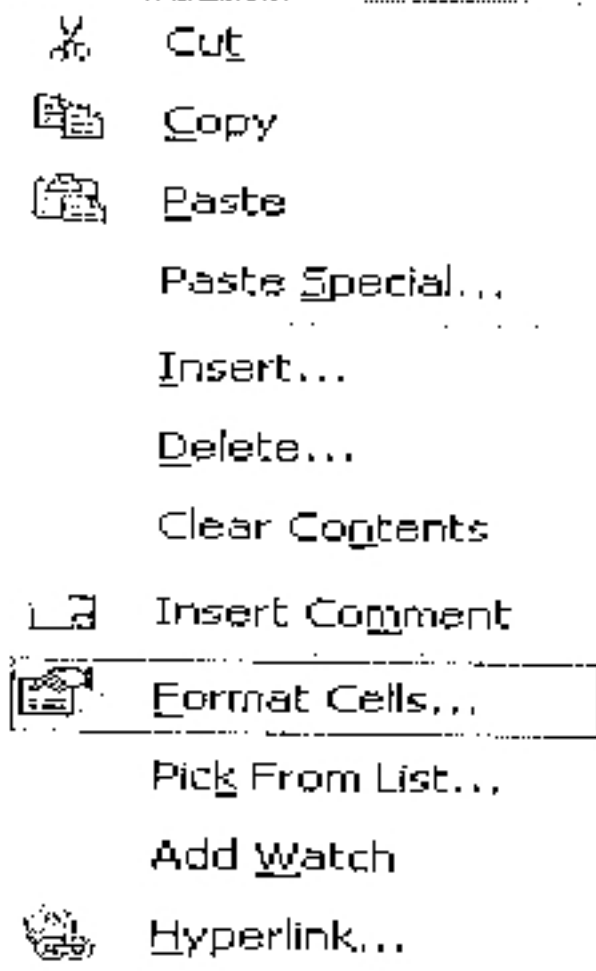 Cut
Copy
Paste
Paste Special...
Insert...
Delete...
Clear Contents
Insert Comment
Format Cells...
Pick From List...
Add Watch
Hyperlink...